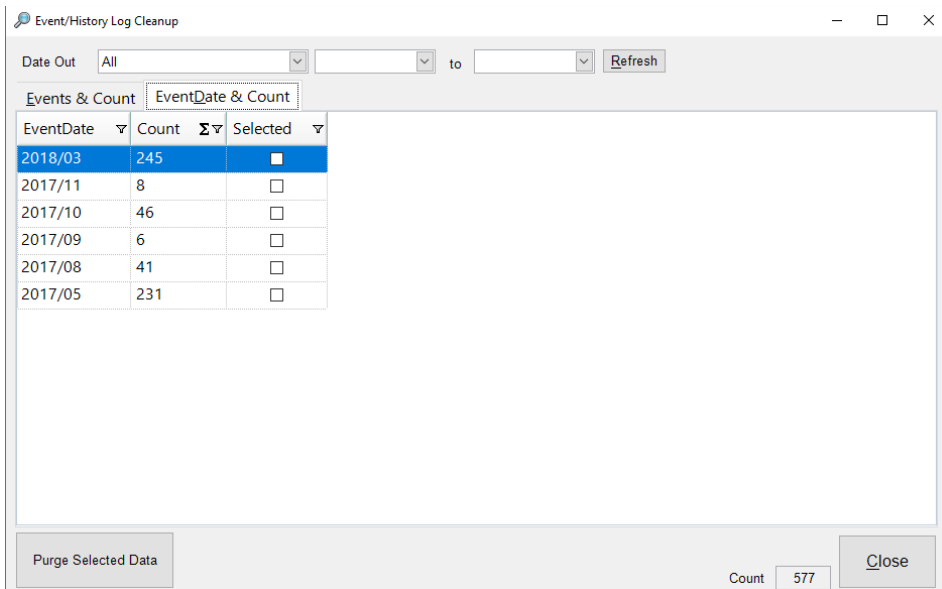 Event/History Log Cleanup
Date Out All to Refresh
Events & Count EventDate & Count
EventDate Count Σ Selected
2018/03 245
2017/11 8
2017/10 46
2017/09 6
2017/08 41
2017/05 231
Purge Selected Data
Count 577
Close